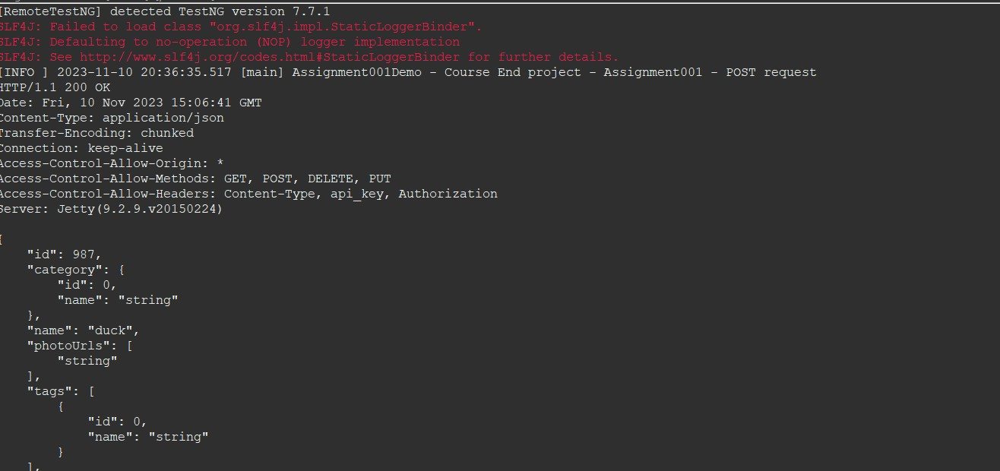 [RemoteTestNG] detected TestNG version 7.7.1
SLF4J: Failed to load class "org.slf4j.impl.StaticLoggerBinder".
SLF4J: Defaulting to no-operation (NOP) logger implementation
SLF4J: See http://www.slf4j.org/codes.html#StaticLoggerBinder for further details.
[INFO ] 2023-11-10 20:36:35.517 [main] Assignment001Demo - Course End project - Assignment001 - POST request
HTTP/1.1 200 OK
Date: Fri, 10 Nov 2023 15:06:41 GMT
Content-Type: application/json
Transfer-Encoding: chunked
Connection: keep-alive
Access-Control-Allow-Origin: *
Access-Control-Allow-Methods: GET, POST, DELETE, PUT
Access-Control-Allow-Headers: Content-Type, api_key, Authorization
Server: Jetty(9.2.9.v20150224)
{
    "id": 987,
    "category": {
        "id": 0,
        "name": "string"
    },
    "name": "duck",
    "photoUrls": [
        "string"
    ],
    "tags": [
        {
            "id": 0,
            "name": "string"
        }
    ],